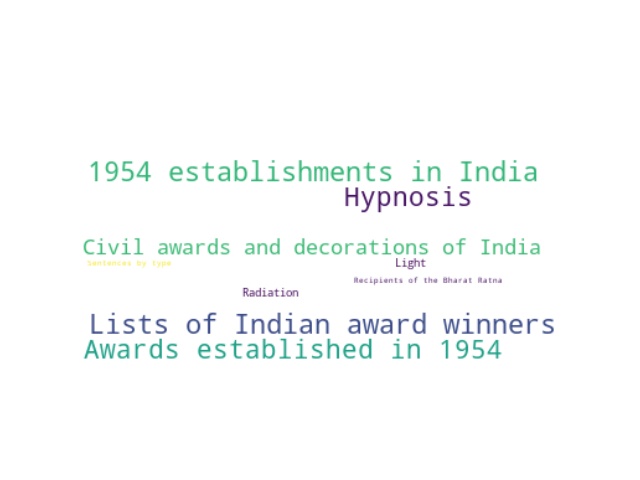 1954 establishments in India
Hypnosis
Civil awards and decorations of India
Sentences by type
Light
Recipients of the Bharat Ratna
Radiation
Lists of Indian award winners
Awards established in 1954